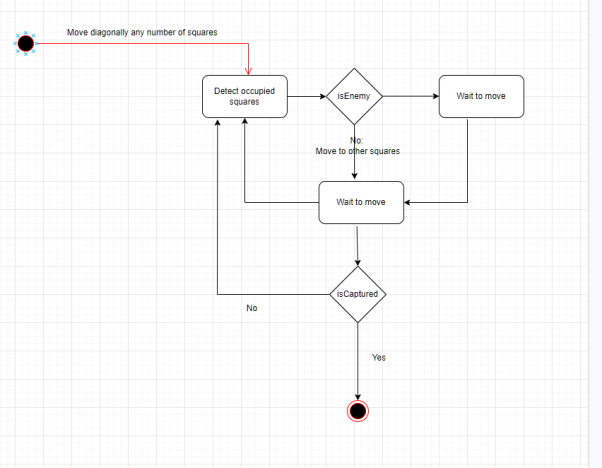 Move diagonally any number of squares
Detect occupied
squares
isEnemy
Wait to move
No:
Move to other squares
Wait to move
isCaptured
No
Yes